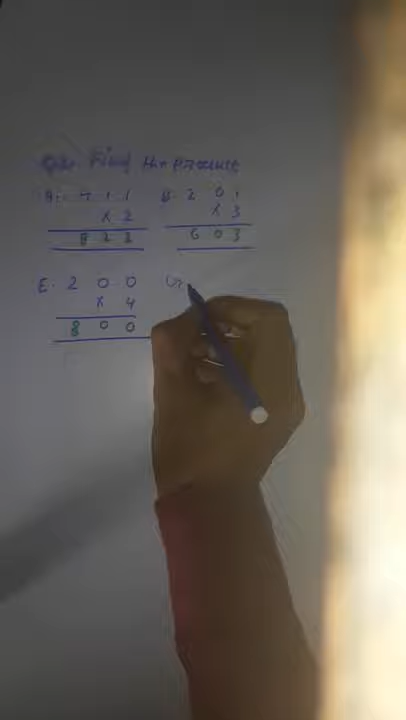 Q2. Find the product
A. 4 1 1 B. 2 0 1
x 2 x 3
8 2 2 6 0 3
E. 2 0 0 G
x 4
8 0 0